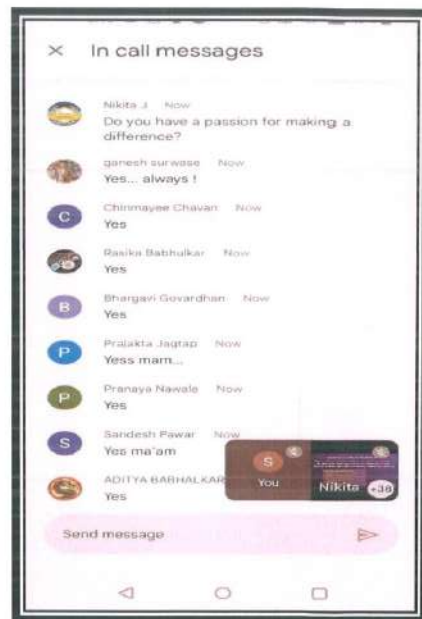 In call messages
Nikita J Now
Do you have a passion for making a
difference?
ganesh surwase Now
Yes... always !
C
Chinmayee Chavan Now
Yes
Rasika Babhulkar Now
Yes
B
Bhargavi Govardhan Now
Yes
P
Prajakta Jagtap Now
Yess mam...
P
Pranaya Nawale Now
Yes
S
Sandesh Pawar Now
Yes ma'am
ADITYA BABHALKAR
Yes
S
You
Nikita
+38
Send message